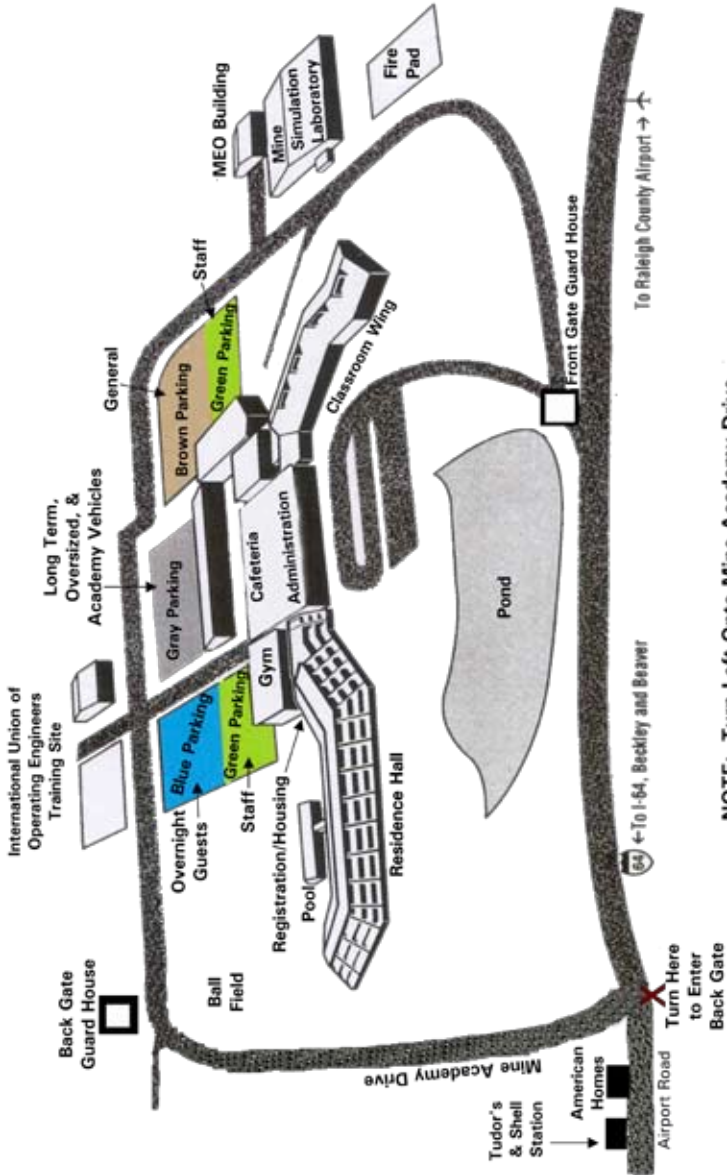 International Union of
Operating Engineers
Training Site
Long Term,
Oversized, &
Academy Vehicles
General
Staff
MEO Building
Mine
Simulation
Laboratory
Fire
Pad
Back Gate
Guard House
Ball
Field
Overnight
Guests
Blue Parking
Green Parking
Staff
Gray Parking
Brown Parking
Green Parking
Registration/Housing
Pool
Gym
Cafeteria
Administration
Classroom Wing
Residence Hall
Pond
Front Gate Guard House
Mine Academy Drive
Tudor's
& Shell
Station
American
Homes
Airport Road
Turn Here
to Enter
Back Gate
64 ←To I-64, Beckley and Beaver
To Raleigh County Airport →
NOTE: Turn Left Onto Mine Academy Drive